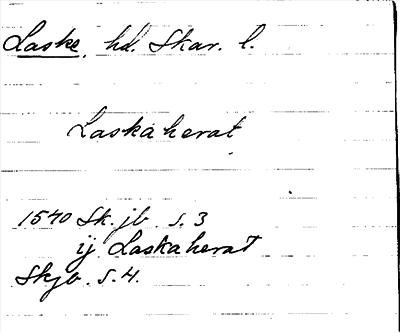 Laske, hd. Skar. l.
Laskaherat
1540 Sk. jb. s. 3
ij Laskaherat
Skjb. s. 4.